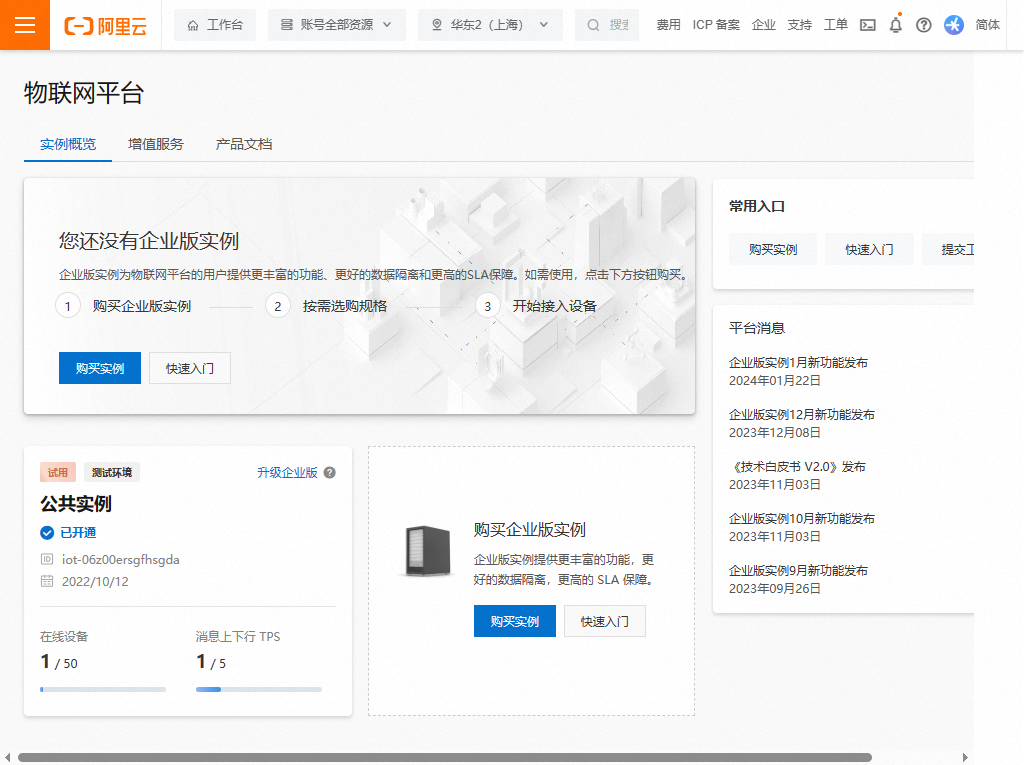 阿里云
工作台
账号全部资源
华东2（上海）
搜索
费用
ICP 备案
企业
支持
工单
简体
物联网平台
实例概览
增值服务
产品文档
您还没有企业版实例
企业版实例为物联网平台的用户提供更丰富的功能、更好的数据隔离和更高的SLA保障。如需使用，点击下方按钮购买。
1 购买企业版实例
2 按需选购规格
3 开始接入设备
购买实例
快速入门
常用入口
购买实例
快速入门
提交工
平台消息
企业版实例1月新功能发布
2024年01月22日
企业版实例12月新功能发布
2023年12月08日
《技术白皮书 V2.0》发布
2023年11月03日
企业版实例10月新功能发布
2023年11月03日
企业版实例9月新功能发布
2023年09月26日
试用
测试环境
升级企业版
公共实例
已开通
ID iot-06z00ersgfhsgda
2022/10/12
在线设备
1 / 50
消息上下行 TPS
1 / 5
购买企业版实例
企业版实例提供更丰富的功能，更
好的数据隔离，更高的 SLA 保障。
购买实例
快速入门